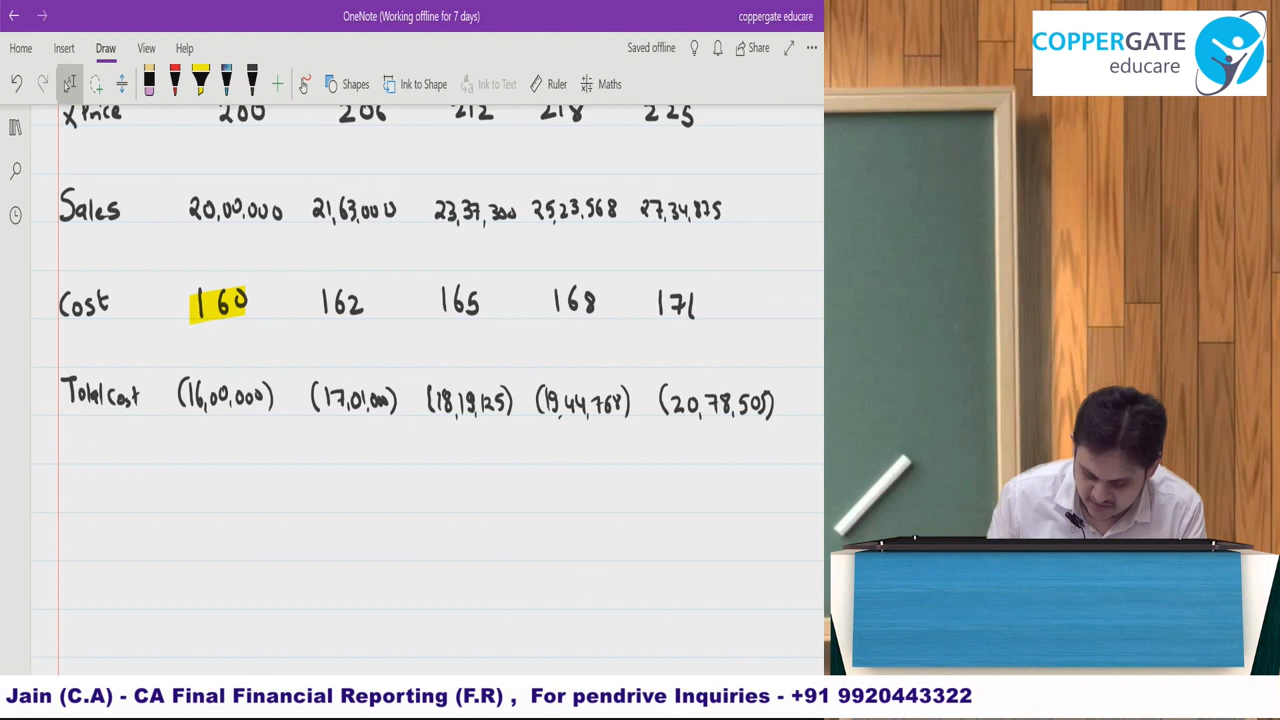 OneNote (Working offline for 7 days)
coppergate educare
Home Insert Draw View Help
Saved offline Share
Shapes Ink to Shape Ink to Text Ruler Maths
x Price 200 206 212 218 225
Sales 20,00,000 21,63,000 23,37,300 25,23,568 27,34,875
Cost 160 162 165 168 171
Total cost (16,00,000) (17,01,000) (18,19,125) (19,44,768) (20,78,505)
COPPERGATE
educare
Jain (C.A) - CA Final Financial Reporting (F.R) , For pendrive Inquiries - +91 9920443322